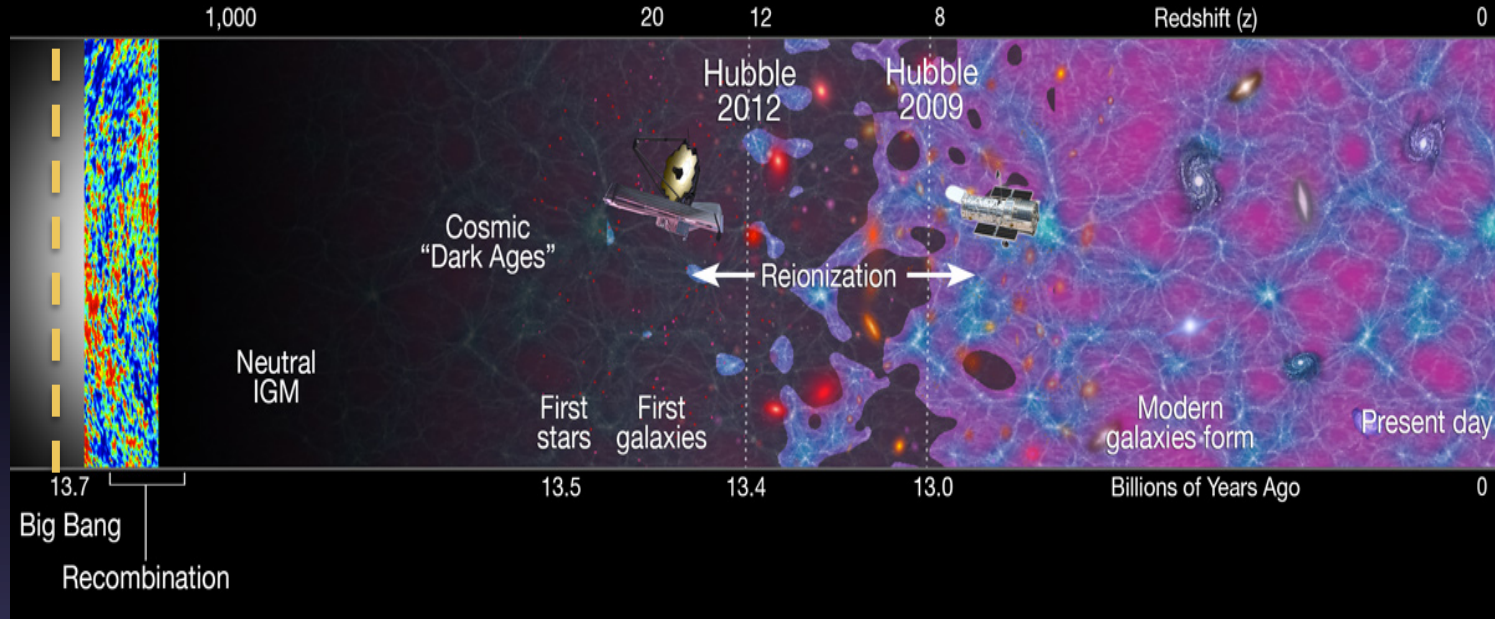 1,000 20 12 8 Redshift (z) 0
Hubble
2012
Hubble
2009
Cosmic
“Dark Ages”
Reionization
Neutral
IGM
First
stars
First
galaxies
Modern
galaxies form
Present day
13.7 13.5 13.4 13.0 Billions of Years Ago 0
Big Bang
Recombination